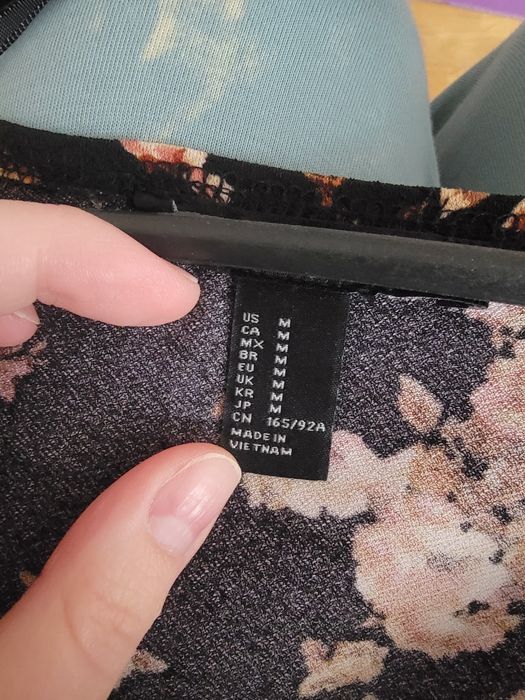 US M
CA M
MX M
BR M
EU M
UK M
KR M
JP M
CN 165/92A
MADE IN
VIETNAM